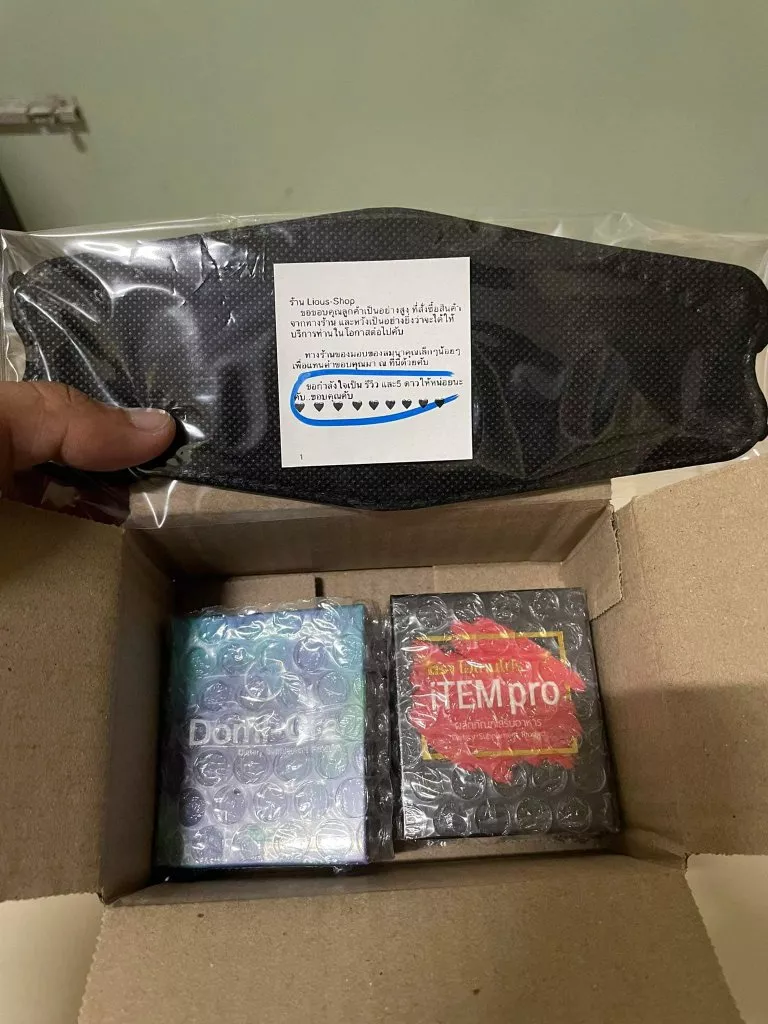 ร้าน Lious-Shop
ขอขอบคุณลูกค้าเป็นอย่างสูง ที่สั่งซื้อสินค้า
จากทางร้าน และหวังเป็นอย่างยิ่งว่าจะได้ให้
บริการท่านในโอกาสต่อไปคับ
ทางร้านของมอบของสมนาคุณเล็กๆน้อยๆ
เพื่อแทนคำขอบคุณมา ณ ที่นี้ด้วยคับ
ขอกำลังใจเป็น รีวิว และ5 ดาวให้หน่อยนะ
คับ..ขอบคุณคับ
♥ ♥ ♥ ♥ ♥ ♥ ♥ ♥ ♥
1
iTEM pro
ผลิตภัณฑ์เสริมอาหาร
Dietary Supplement Product
Dietary Supplement Product